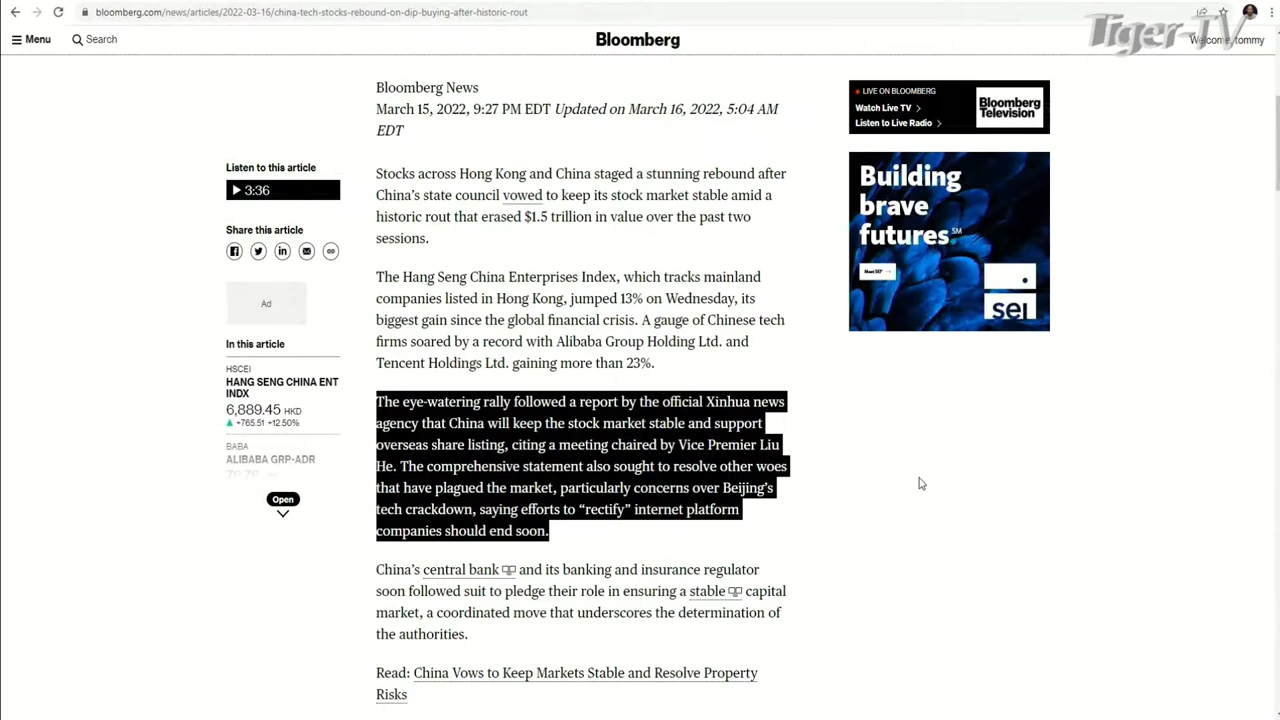 bloomberg.com/news/articles/2022-03-16/china-tech-stocks-rebound-on-dip-buying-after-historic-rout
Tiger-TV
Menu
Search
Bloomberg
Bloomberg News
March 15, 2022, 9:27 PM EDT Updated on March 16, 2022, 5:04 AM
EDT
Listen to this article
3:36
Share this article
Ad
In this article
HSCEI
HANG SENG CHINA ENT
INDX
6,889.45 HKD
+765.51 +12.50%
BABA
ALIBABA GRP-ADR
Open
Stocks across Hong Kong and China staged a stunning rebound after
China's state council vowed to keep its stock market stable amid a
historic rout that erased $1.5 trillion in value over the past two
sessions.
The Hang Seng China Enterprises Index, which tracks mainland
companies listed in Hong Kong, jumped 13% on Wednesday, its
biggest gain since the global financial crisis. A gauge of Chinese tech
firms soared by a record with Alibaba Group Holding Ltd. and
Tencent Holdings Ltd. gaining more than 23%.
The eye-watering rally followed a report by the official Xinhua news
agency that China will keep the stock market stable and support
overseas share listing, citing a meeting chaired by Vice Premier Liu
He. The comprehensive statement also sought to resolve other woes
that have plagued the market, particularly concerns over Beijing's
tech crackdown, saying efforts to “rectify” internet platform
companies should end soon.
China's central bank and its banking and insurance regulator
soon followed suit to pledge their role in ensuring a stable capital
market, a coordinated move that underscores the determination of
the authorities.
Read: China Vows to Keep Markets Stable and Resolve Property
Risks
LIVE ON BLOOMBERG
Watch Live TV
Listen to Live Radio
Bloomberg
Television
Building
brave
futures.SM
sei